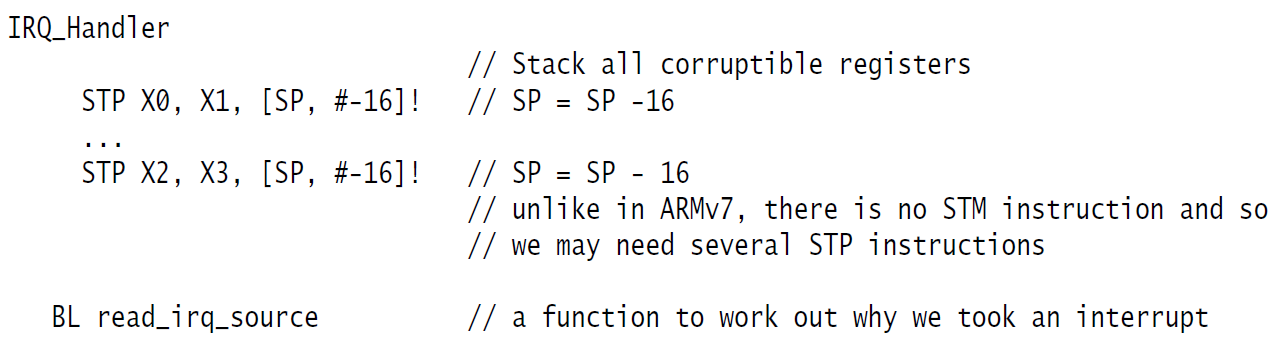 IRQ_Handler
// Stack all corruptible registers
STP X0, X1, [SP, #-16]! // SP = SP -16
...
STP X2, X3, [SP, #-16]! // SP = SP - 16
// unlike in ARMv7, there is no STM instruction and so
// we may need several STP instructions
BL read_irq_source // a function to work out why we took an interrupt